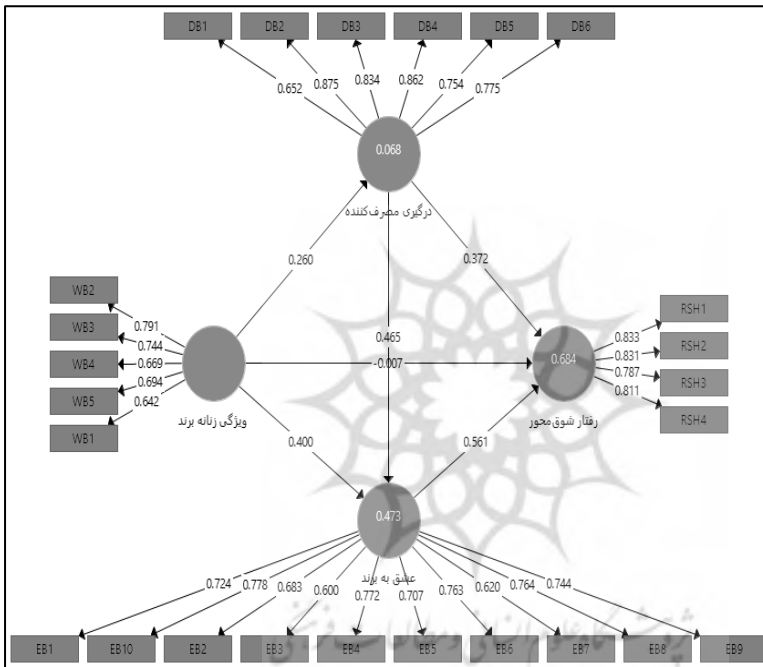 DB1 DB2 DB3 DB4 DB5 DB6
0.652 0.875 0.834 0.862 0.754 0.775
0.068
درگیری مصرف‌کننده
0.260
0.372
0.465
-0.007
WB2
WB3
WB4
WB5
WB1
0.791
0.744
0.669
0.694
0.642
ویژگی زنانه برند
RSH1
RSH2
RSH3
RSH4
0.833
0.831
0.787
0.811
0.684
رفتار شوق‌محور
0.400
0.561
0.473
عشق به برند
0.724 0.778 0.683 0.600 0.772 0.707 0.763 0.620 0.764 0.744
پژوهشگاه علوم انسانی و مطالعات فرهنگی
EB1 EB10 EB2 EB3 EB4 EB5 EB6 EB7 EB8 EB9